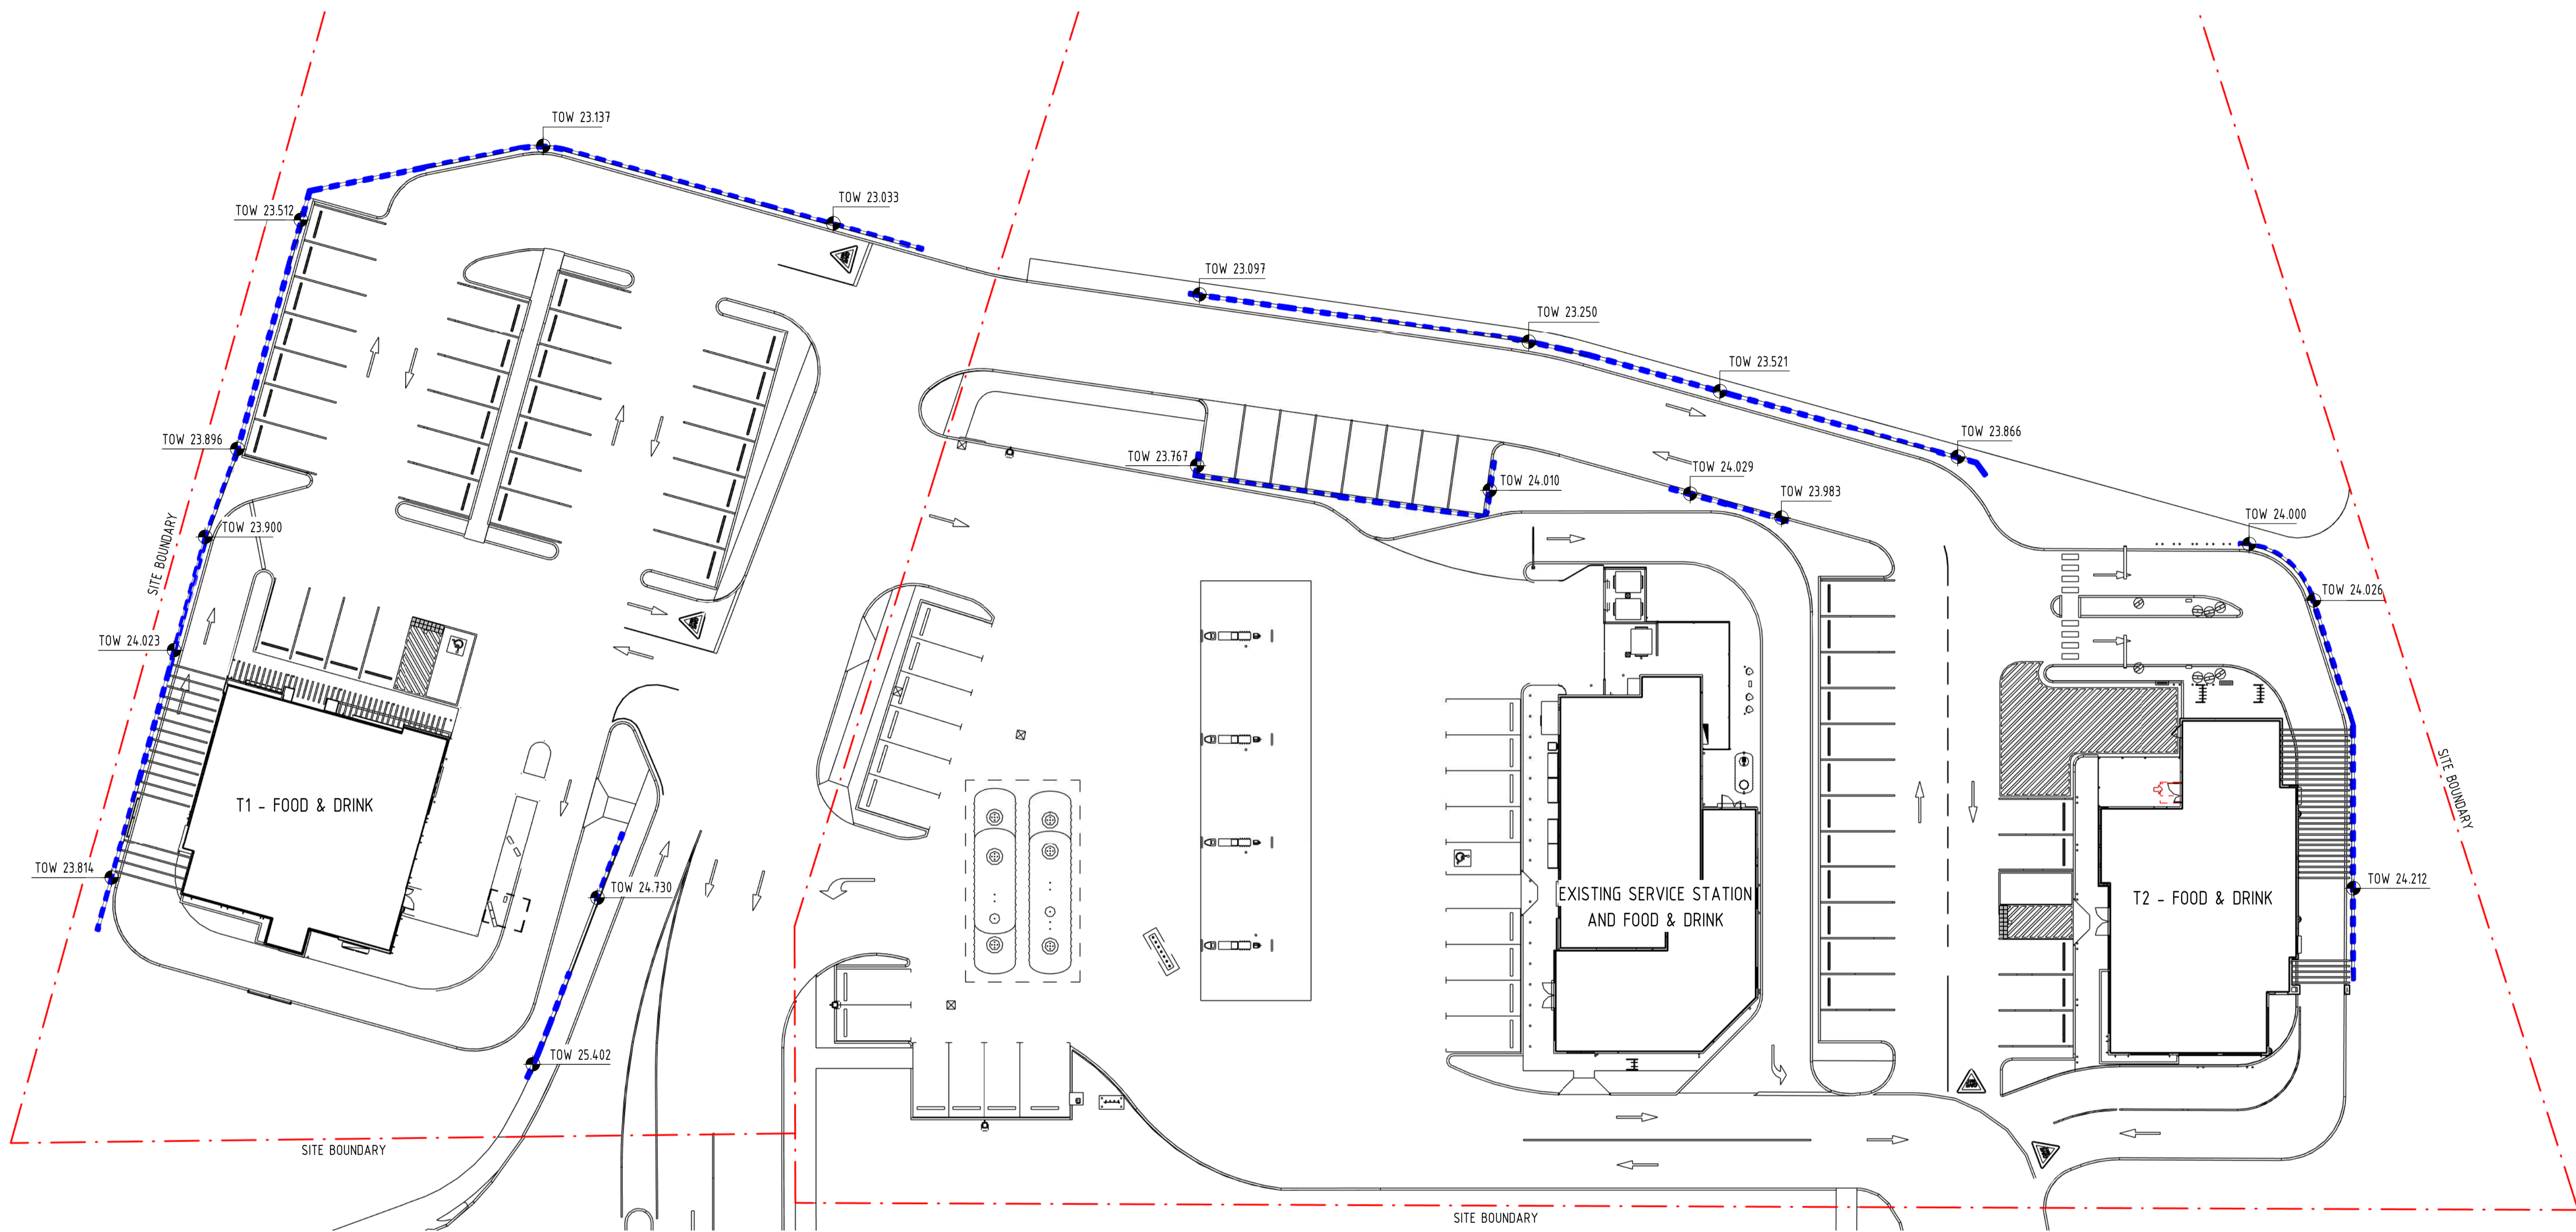 TOW 23.137
TOW 23.033
TOW 23.512
TOW 23.097
TOW 23.250
TOW 23.521
TOW 23.896
TOW 23.866
TOW 23.767
TOW 24.029
TOW 24.010
TOW 23.983
TOW 23.900
TOW 24.000
SITE BOUNDARY
TOW 24.026
TOW 24.023
SITE BOUNDARY
T1 - FOOD & DRINK
TOW 23.814
TOW 24.730
EXISTING SERVICE STATION
AND FOOD & DRINK
T2 - FOOD & DRINK
TOW 24.212
TOW 25.402
SITE BOUNDARY
SITE BOUNDARY